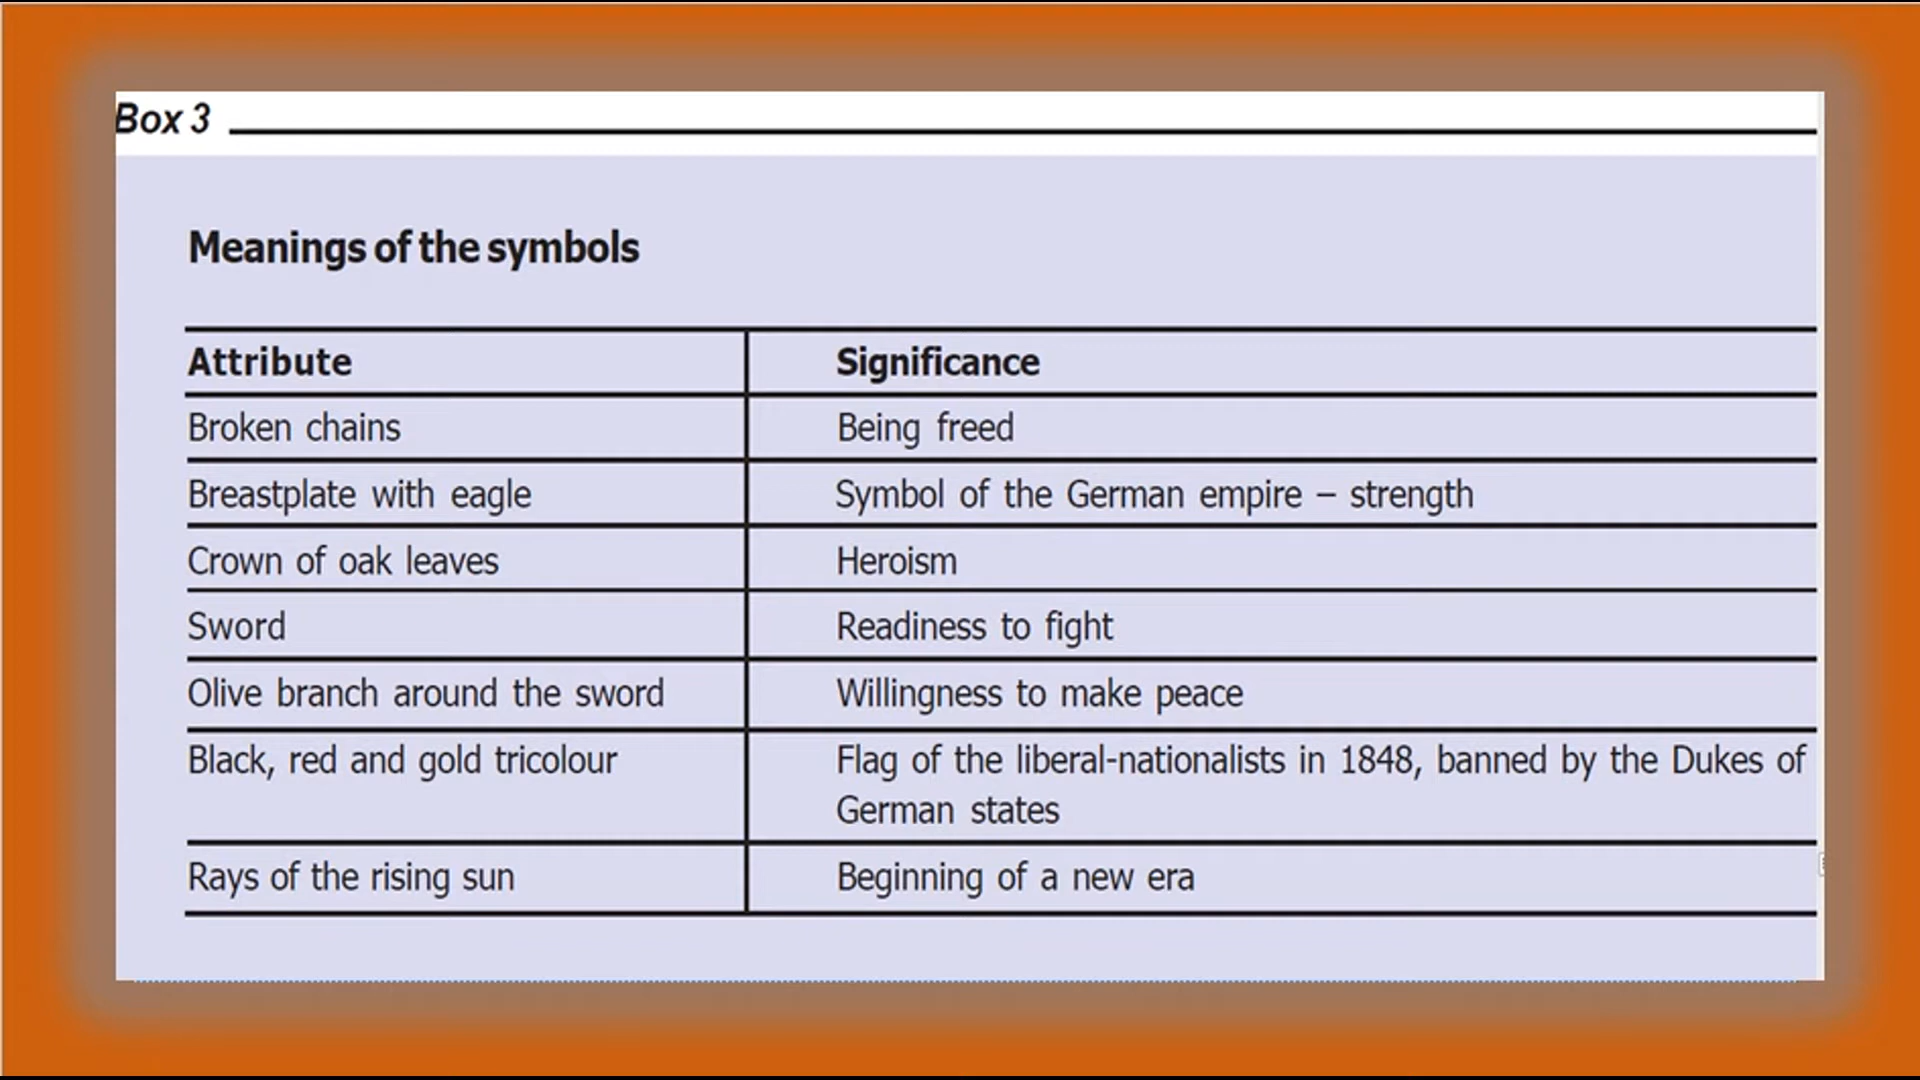 Box 3
Meanings of the symbols
Attribute Significance
Broken chains Being freed
Breastplate with eagle Symbol of the German empire – strength
Crown of oak leaves Heroism
Sword Readiness to fight
Olive branch around the sword Willingness to make peace
Black, red and gold tricolour Flag of the liberal-nationalists in 1848, banned by the Dukes of
German states
Rays of the rising sun Beginning of a new era